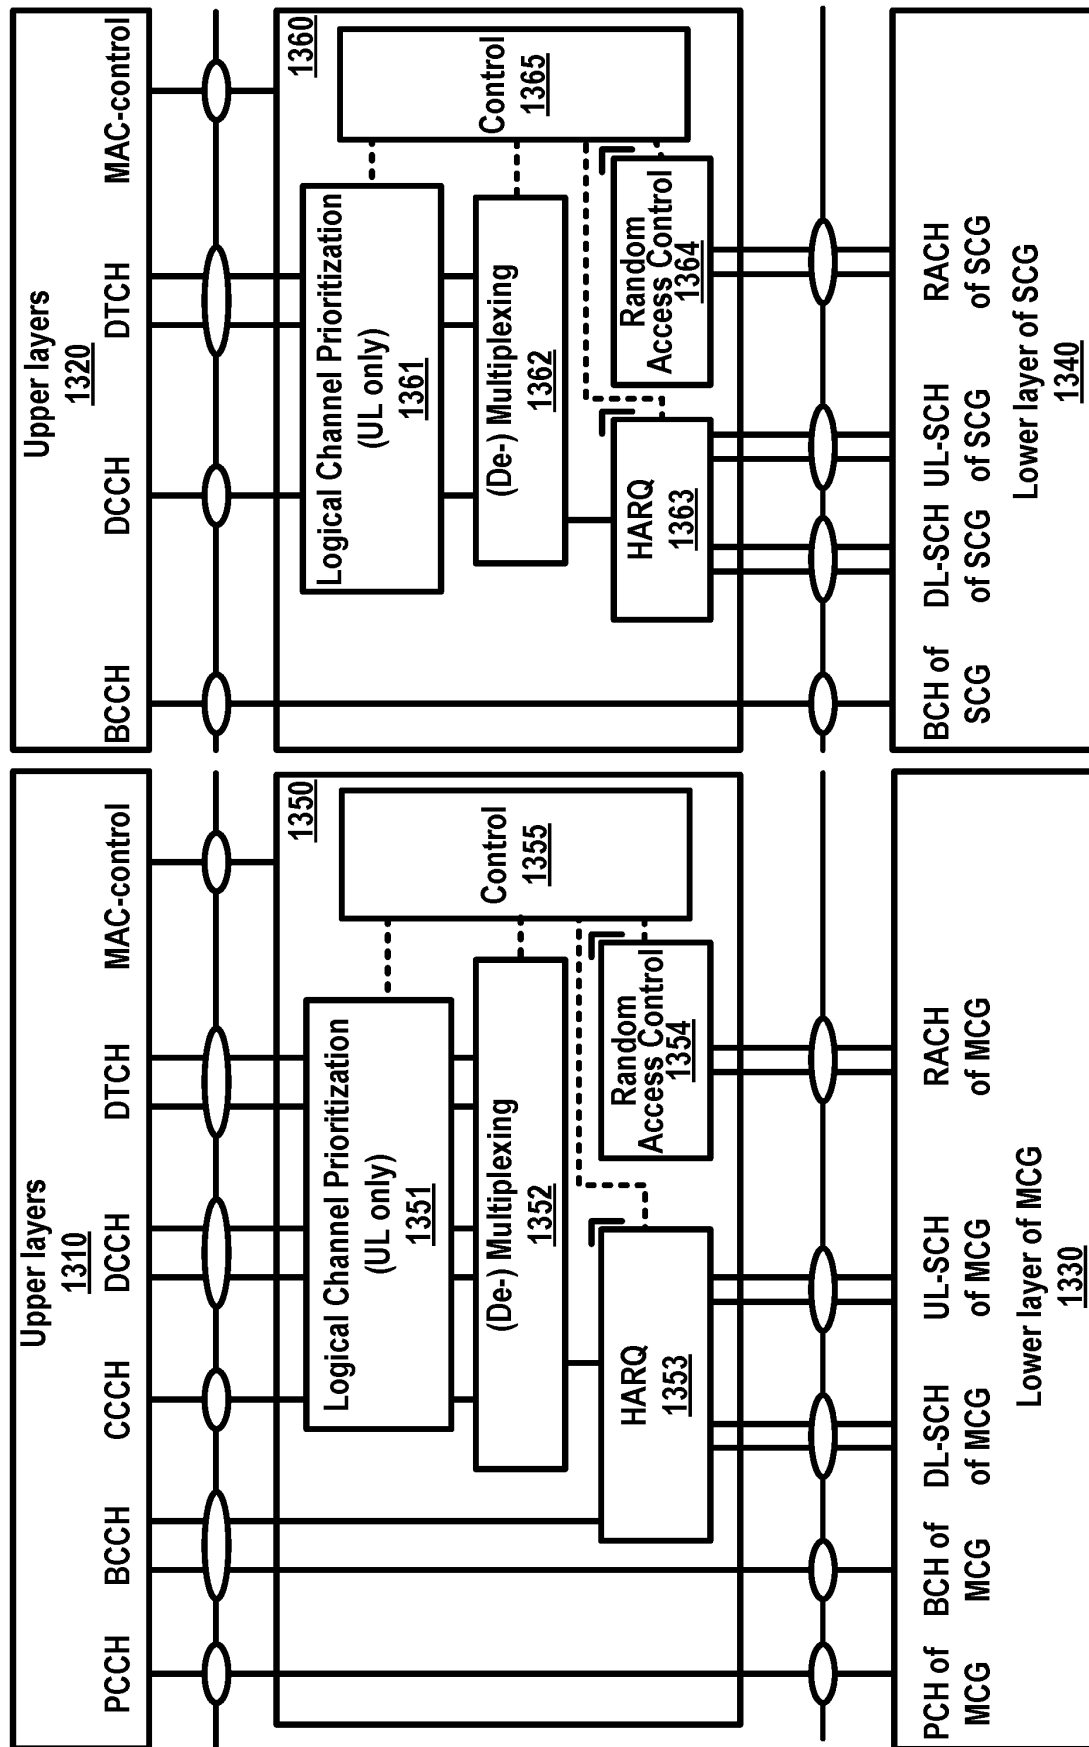 Upper layers
1310
PCCH
BCCH
CCCH
DCCH
DTCH
MAC-control
1350
Logical Channel Prioritization
(UL only)
1351
(De-) Multiplexing
1352
HARQ
1353
Random
Access Control
1354
Control
1355
PCH of
MCG
BCH of
MCG
DL-SCH
of MCG
UL-SCH
of MCG
RACH
of MCG
Lower layer of MCG
1330
Upper layers
1320
BCCH
DCCH
DTCH
MAC-control
1360
Logical Channel Prioritization
(UL only)
1361
(De-) Multiplexing
1362
HARQ
1363
Random
Access Control
1364
Control
1365
BCH of
SCG
DL-SCH
of SCG
UL-SCH
of SCG
RACH
of SCG
Lower layer of SCG
1340